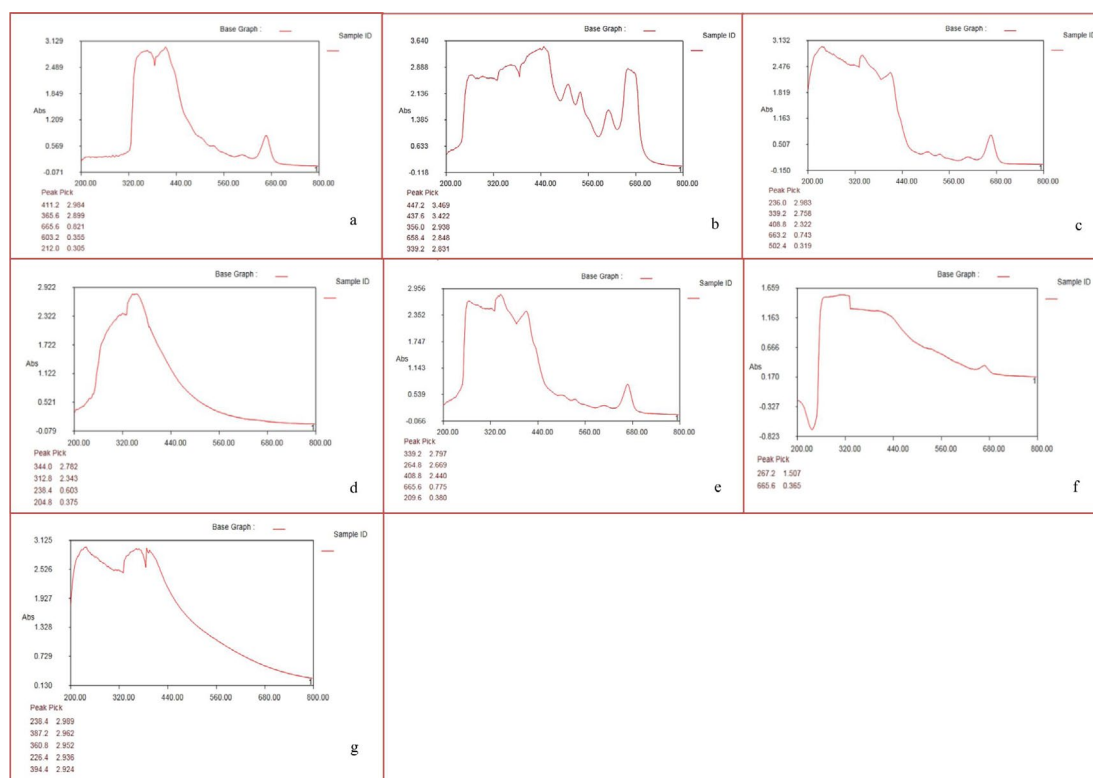 Base Graph :
Sample ID
3.129
2.489
1.849
Abs
1.209
0.569
-0.071
200.00 320.00 440.00 560.00 680.00 800.00
Peak Pick
411.2 2.984
365.6 2.899
665.6 0.821
603.2 0.355
212.0 0.305
a
Base Graph :
Sample ID
3.640
2.888
2.136
Abs
1.385
0.633
-0.118
200.00 320.00 440.00 560.00 680.00 800.00
Peak Pick
447.2 3.469
437.6 3.422
356.0 2.938
658.4 2.848
339.2 2.831
b
Base Graph :
Sample ID
3.132
2.476
1.819
Abs
1.163
0.507
-0.150
200.00 320.00 440.00 560.00 680.00 800.00
Peak Pick
236.0 2.983
339.2 2.758
408.8 2.322
663.2 0.743
502.4 0.319
c
Base Graph :
Sample ID
2.922
2.322
1.722
Abs
1.122
0.521
-0.079
200.00 320.00 440.00 560.00 680.00 800.00
Peak Pick
344.0 2.782
312.8 2.343
238.4 0.603
204.8 0.375
d
Base Graph :
Sample ID
2.956
2.352
1.747
Abs
1.143
0.539
-0.066
200.00 320.00 440.00 560.00 680.00 800.00
Peak Pick
339.2 2.797
264.8 2.669
408.8 2.440
665.6 0.775
209.6 0.380
e
Base Graph :
Sample ID
1.659
1.163
0.666
Abs
0.170
-0.327
-0.823
200.00 320.00 440.00 560.00 680.00 800.00
Peak Pick
267.2 1.507
665.6 0.365
f
Base Graph :
Sample ID
3.125
2.526
1.927
Abs
1.328
0.729
0.130
200.00 320.00 440.00 560.00 680.00 800.00
Peak Pick
238.4 2.989
387.2 2.962
360.8 2.952
226.4 2.936
394.4 2.924
g